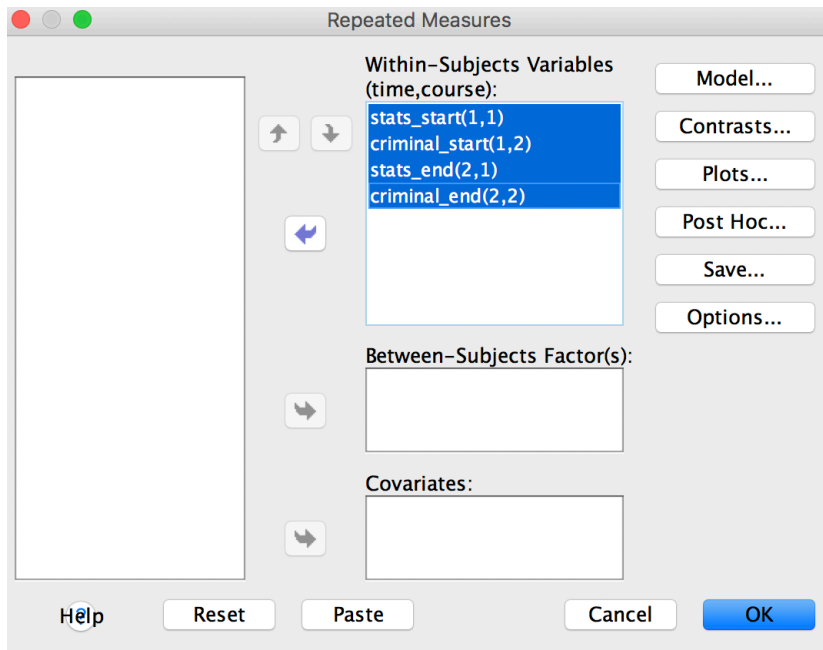 Repeated Measures
Within-Subjects Variables
(time,course):
stats_start(1,1)
criminal_start(1,2)
stats_end(2,1)
criminal_end(2,2)
Model...
Contrasts...
Plots...
Post Hoc...
Save...
Options...
Between-Subjects Factor(s):
Covariates:
Help
Reset
Paste
Cancel
OK